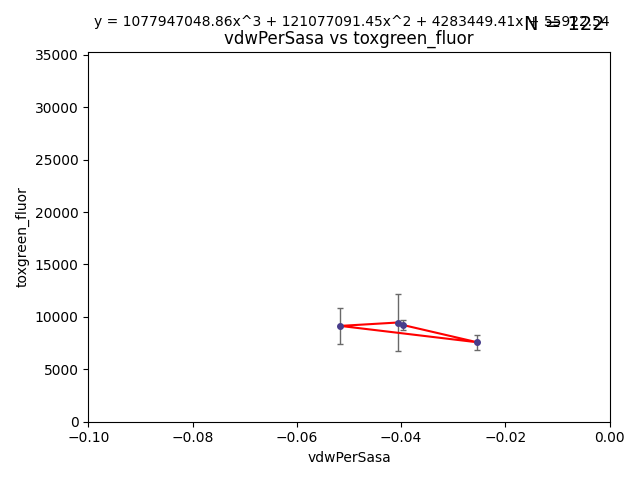 y = 1077947048.86x^3 + 121077091.45x^2 + 4283449.41x + 55922.54
N = 122
vdwPerSasa vs toxgreen_fluor
35000
30000
25000
20000
15000
10000
5000
0
toxgreen_fluor
−0.10
−0.08
−0.06
−0.04
−0.02
0.00
vdwPerSasa